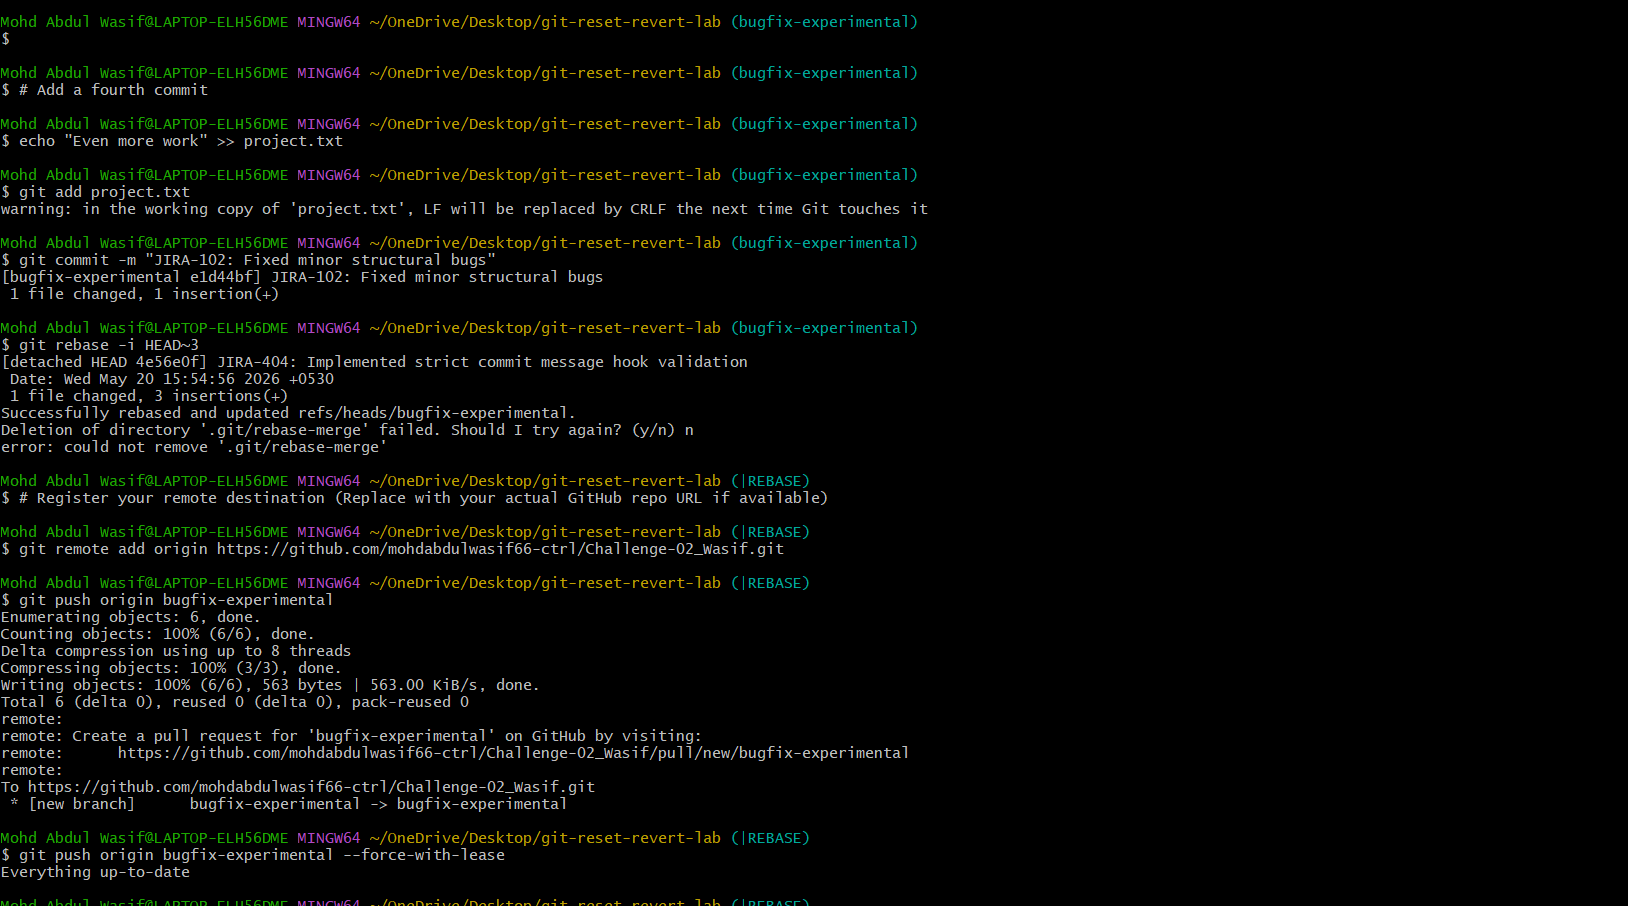 Mohd Abdul Wasif@LAPTOP-ELH56DME MINGW64 ~/OneDrive/Desktop/git-reset-revert-lab (bugfix-experimental)
$
Mohd Abdul Wasif@LAPTOP-ELH56DME MINGW64 ~/OneDrive/Desktop/git-reset-revert-lab (bugfix-experimental)
$ # Add a fourth commit
Mohd Abdul Wasif@LAPTOP-ELH56DME MINGW64 ~/OneDrive/Desktop/git-reset-revert-lab (bugfix-experimental)
$ echo "Even more work" >> project.txt
Mohd Abdul Wasif@LAPTOP-ELH56DME MINGW64 ~/OneDrive/Desktop/git-reset-revert-lab (bugfix-experimental)
$ git add project.txt
warning: in the working copy of 'project.txt', LF will be replaced by CRLF the next time Git touches it
Mohd Abdul Wasif@LAPTOP-ELH56DME MINGW64 ~/OneDrive/Desktop/git-reset-revert-lab (bugfix-experimental)
$ git commit -m "JIRA-102: Fixed minor structural bugs"
[bugfix-experimental e1d44bf] JIRA-102: Fixed minor structural bugs
 1 file changed, 1 insertion(+)
Mohd Abdul Wasif@LAPTOP-ELH56DME MINGW64 ~/OneDrive/Desktop/git-reset-revert-lab (bugfix-experimental)
$ git rebase -i HEAD~3
[detached HEAD 4e56e0f] JIRA-404: Implemented strict commit message hook validation
 Date: Wed May 20 15:54:56 2026 +0530
 1 file changed, 3 insertions(+)
Successfully rebased and updated refs/heads/bugfix-experimental.
Deletion of directory '.git/rebase-merge' failed. Should I try again? (y/n) n
error: could not remove '.git/rebase-merge'
Mohd Abdul Wasif@LAPTOP-ELH56DME MINGW64 ~/OneDrive/Desktop/git-reset-revert-lab (|REBASE)
$ # Register your remote destination (Replace with your actual GitHub repo URL if available)
Mohd Abdul Wasif@LAPTOP-ELH56DME MINGW64 ~/OneDrive/Desktop/git-reset-revert-lab (|REBASE)
$ git remote add origin https://github.com/mohdabdulwasif66-ctrl/Challenge-02_Wasif.git
Mohd Abdul Wasif@LAPTOP-ELH56DME MINGW64 ~/OneDrive/Desktop/git-reset-revert-lab (|REBASE)
$ git push origin bugfix-experimental
Enumerating objects: 6, done.
Counting objects: 100% (6/6), done.
Delta compression using up to 8 threads
Compressing objects: 100% (3/3), done.
Writing objects: 100% (6/6), 563 bytes | 563.00 KiB/s, done.
Total 6 (delta 0), reused 0 (delta 0), pack-reused 0
remote:
remote: Create a pull request for 'bugfix-experimental' on GitHub by visiting:
remote:      https://github.com/mohdabdulwasif66-ctrl/Challenge-02_Wasif/pull/new/bugfix-experimental
remote:
To https://github.com/mohdabdulwasif66-ctrl/Challenge-02_Wasif.git
 * [new branch]      bugfix-experimental -> bugfix-experimental
Mohd Abdul Wasif@LAPTOP-ELH56DME MINGW64 ~/OneDrive/Desktop/git-reset-revert-lab (|REBASE)
$ git push origin bugfix-experimental --force-with-lease
Everything up-to-date
Mohd Abdul Wasif@LAPTOP-ELH56DME MINGW64 ~/OneDrive/Desktop/git-reset-revert-lab (|REBASE)